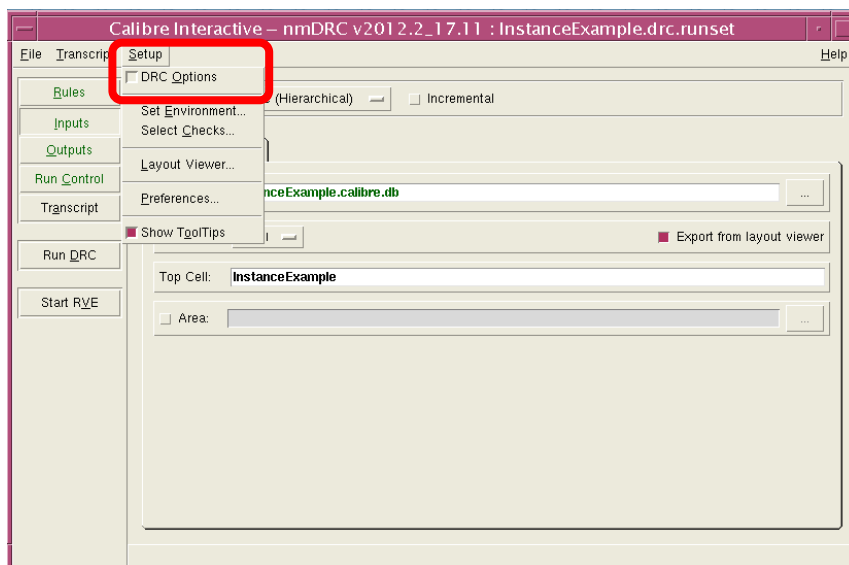 Calibre Interactive – nmDRC v2012.2_17.11 : InstanceExample.drc.runset
File Transcrip Setup Help
DRC Options
Rules
(Hierarchical) Incremental
Set Environment...
Inputs
Select Checks...
Outputs
Layout Viewer...
Run Control
Preferences...
nceExample.calibre.db ...
Transcript
Show ToolTips
Export from layout viewer
Run DRC
Top Cell: InstanceExample
Start RVE
Area: ...